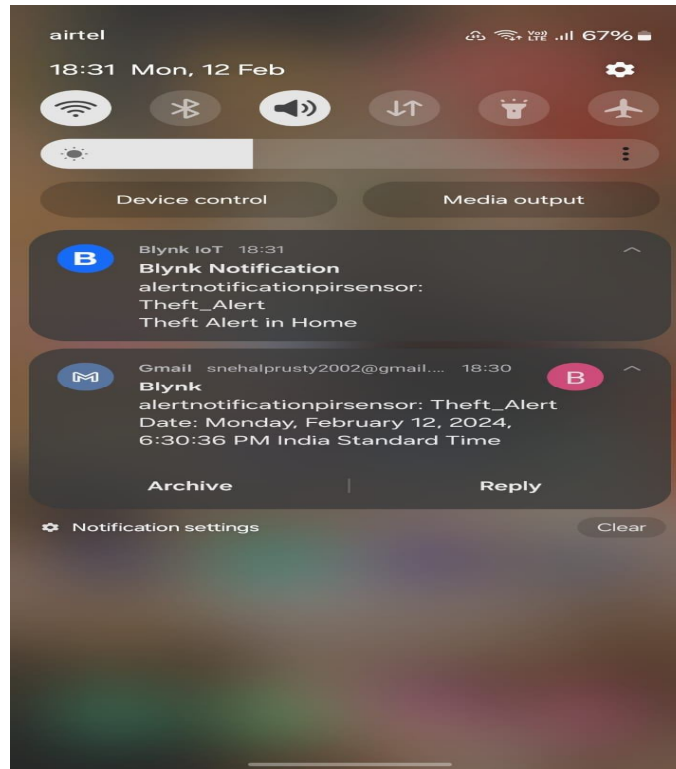 airtel
Vo)) LTE 67%
18:31 Mon, 12 Feb
Device control
Media output
B
Blynk IoT 18:31
Blynk Notification
alertnotificationpirsensor:
Theft_Alert
Theft Alert in Home
Gmail snehalprusty2002@gmail.... 18:30
B
Blynk
alertnotificationpirsensor: Theft_Alert
Date: Monday, February 12, 2024,
6:30:36 PM India Standard Time
Archive
Reply
Notification settings
Clear